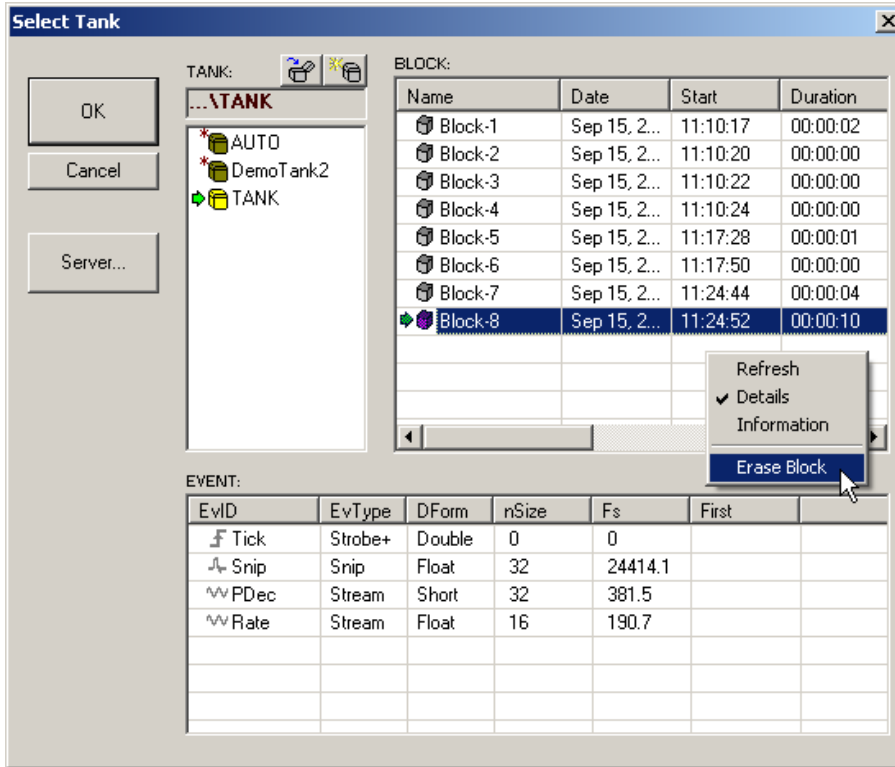 Select Tank
OK
Cancel
Server...
TANK:
...\TANK
AUTO
DemoTank2
TANK
BLOCK:
Name Date Start Duration
Block-1 Sep 15, 2... 11:10:17 00:00:02
Block-2 Sep 15, 2... 11:10:20 00:00:00
Block-3 Sep 15, 2... 11:10:22 00:00:00
Block-4 Sep 15, 2... 11:10:24 00:00:00
Block-5 Sep 15, 2... 11:17:28 00:00:01
Block-6 Sep 15, 2... 11:17:50 00:00:00
Block-7 Sep 15, 2... 11:24:44 00:00:04
Block-8 Sep 15, 2... 11:24:52 00:00:10
Refresh
Details
Information
Erase Block
EVENT:
EvID EvType DForm nSize Fs First
Tick Strobe+ Double 0 0
Snip Snip Float 32 24414.1
PDec Stream Short 32 381.5
Rate Stream Float 16 190.7